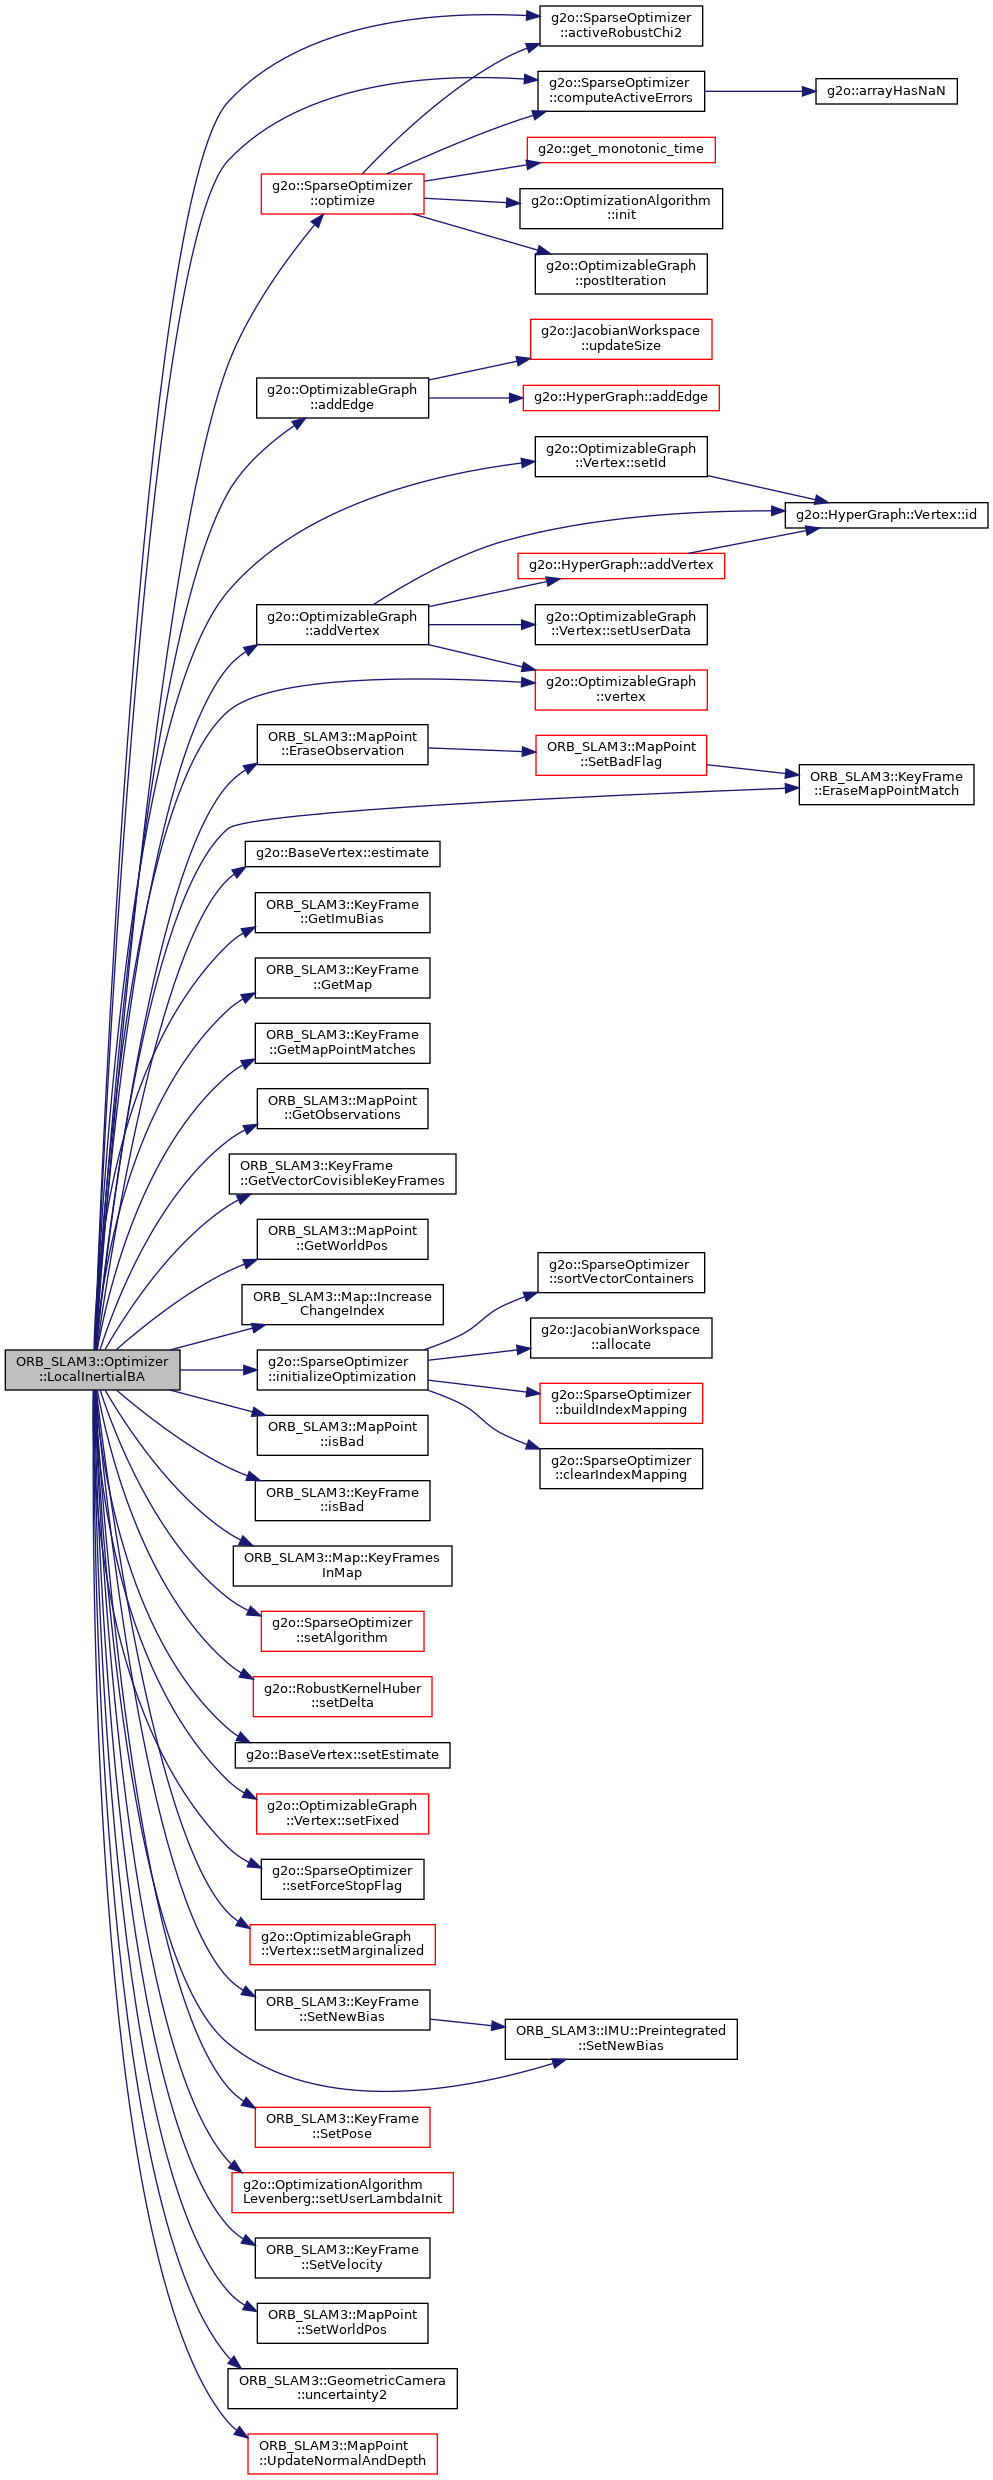 g2o::SparseOptimizer
::activeRobustChi2
g2o::SparseOptimizer
::computeActiveErrors
g2o::arrayHasNaN
g2o::get_monotonic_time
g2o::SparseOptimizer
::optimize
g2o::OptimizationAlgorithm
::init
g2o::OptimizableGraph
::postIteration
g2o::JacobianWorkspace
::updateSize
g2o::OptimizableGraph
::addEdge
g2o::HyperGraph::addEdge
g2o::OptimizableGraph
::Vertex::setId
g2o::HyperGraph::Vertex::id
g2o::HyperGraph::addVertex
g2o::OptimizableGraph
::addVertex
g2o::OptimizableGraph
::Vertex::setUserData
g2o::OptimizableGraph
::vertex
ORB_SLAM3::MapPoint
::EraseObservation
ORB_SLAM3::MapPoint
::SetBadFlag
ORB_SLAM3::KeyFrame
::EraseMapPointMatch
g2o::BaseVertex::estimate
ORB_SLAM3::KeyFrame
::GetImuBias
ORB_SLAM3::KeyFrame
::GetMap
ORB_SLAM3::KeyFrame
::GetMapPointMatches
ORB_SLAM3::MapPoint
::GetObservations
ORB_SLAM3::KeyFrame
::GetVectorCovisibleKeyFrames
ORB_SLAM3::MapPoint
::GetWorldPos
ORB_SLAM3::Map::Increase
ChangeIndex
ORB_SLAM3::Optimizer
::LocalInertialBA
g2o::SparseOptimizer
::initializeOptimization
g2o::SparseOptimizer
::sortVectorContainers
g2o::JacobianWorkspace
::allocate
g2o::SparseOptimizer
::buildIndexMapping
g2o::SparseOptimizer
::clearIndexMapping
ORB_SLAM3::MapPoint
::isBad
ORB_SLAM3::KeyFrame
::isBad
ORB_SLAM3::Map::KeyFrames
InMap
g2o::SparseOptimizer
::setAlgorithm
g2o::RobustKernelHuber
::setDelta
g2o::BaseVertex::setEstimate
g2o::OptimizableGraph
::Vertex::setFixed
g2o::SparseOptimizer
::setForceStopFlag
g2o::OptimizableGraph
::Vertex::setMarginalized
ORB_SLAM3::KeyFrame
::SetNewBias
ORB_SLAM3::IMU::Preintegrated
::SetNewBias
ORB_SLAM3::KeyFrame
::SetPose
g2o::OptimizationAlgorithm
Levenberg::setUserLambdaInit
ORB_SLAM3::KeyFrame
::SetVelocity
ORB_SLAM3::MapPoint
::SetWorldPos
ORB_SLAM3::GeometricCamera
::uncertainty2
ORB_SLAM3::MapPoint
::UpdateNormalAndDepth